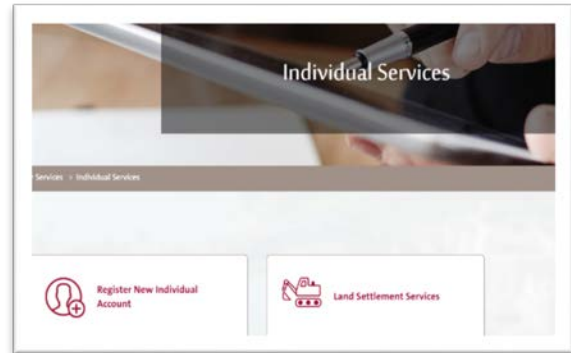 Individual Services
Services > Individual Services
Register New Individual
Account
Land Settlement Services